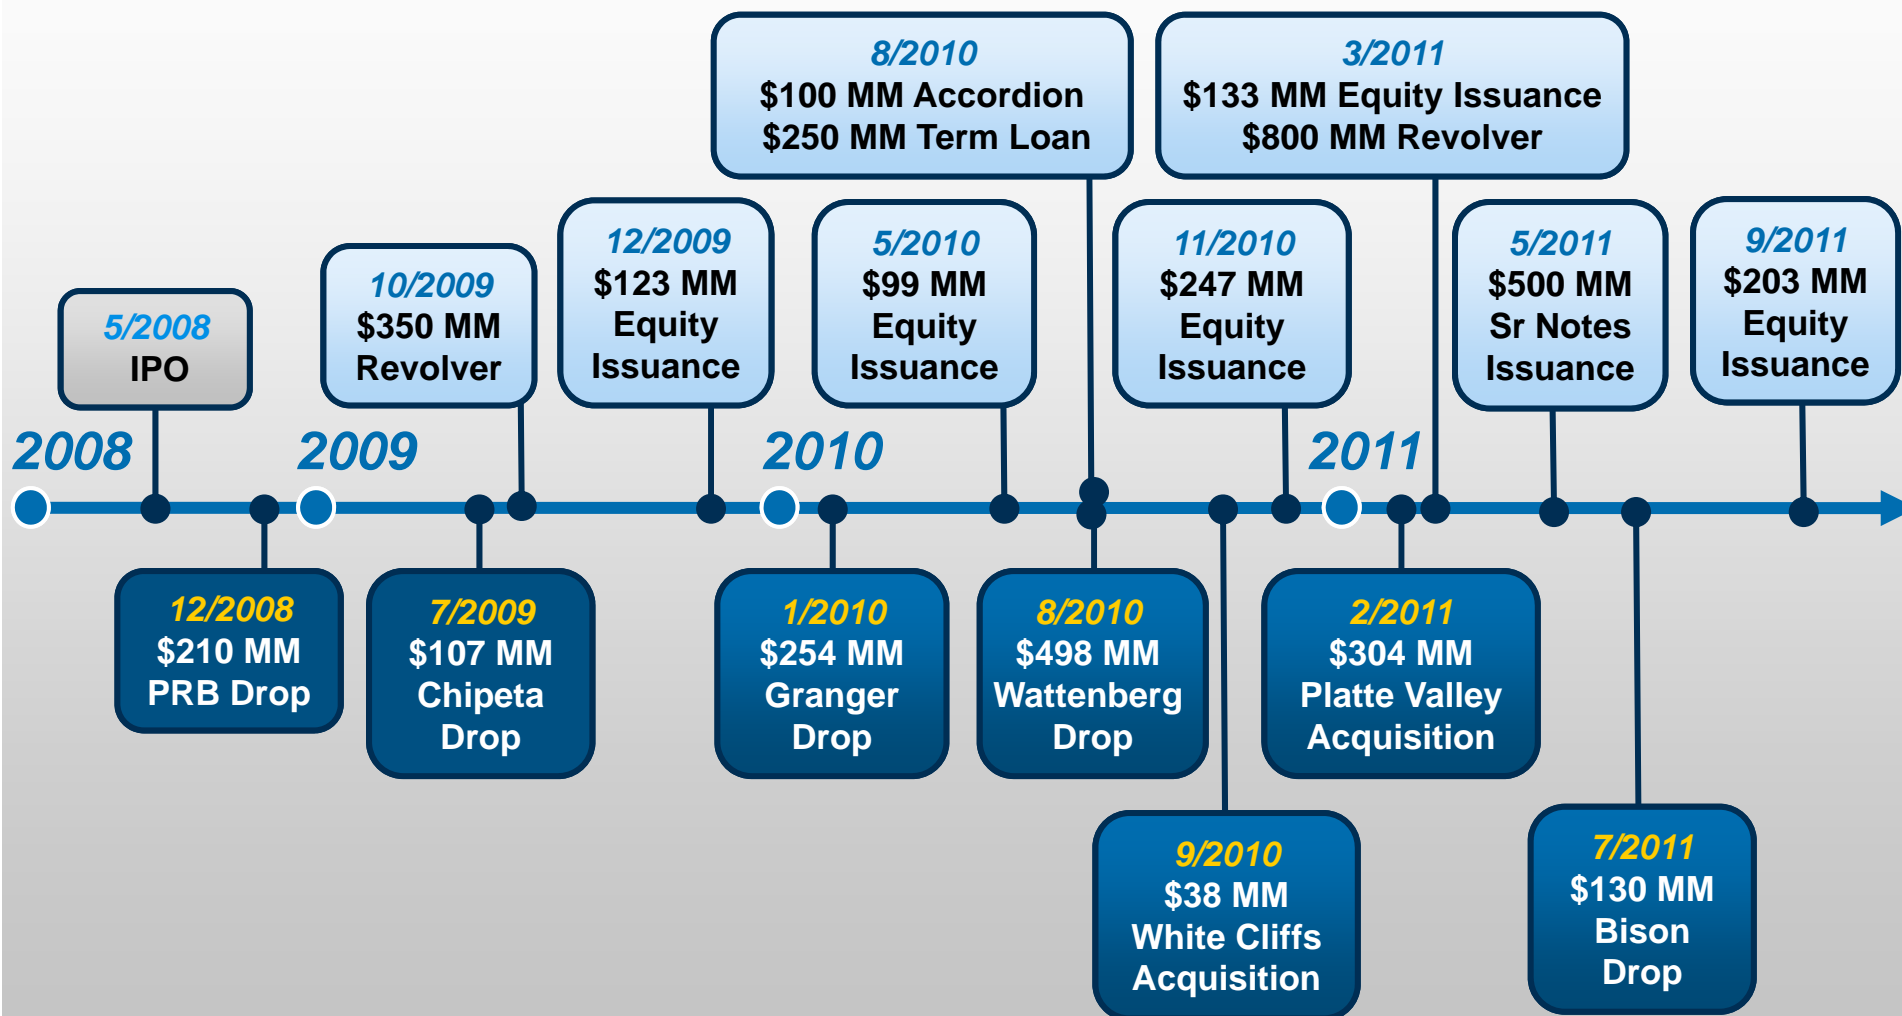 8/2010
$100 MM Accordion
$250 MM Term Loan
3/2011
$133 MM Equity Issuance
$800 MM Revolver
5/2008
IPO
10/2009
$350 MM
Revolver
12/2009
$123 MM
Equity
Issuance
5/2010
$99 MM
Equity
Issuance
11/2010
$247 MM
Equity
Issuance
5/2011
$500 MM
Sr Notes
Issuance
9/2011
$203 MM
Equity
Issuance
2008
2009
2010
2011
12/2008
$210 MM
PRB Drop
7/2009
$107 MM
Chipeta
Drop
1/2010
$254 MM
Granger
Drop
8/2010
$498 MM
Wattenberg
Drop
2/2011
$304 MM
Platte Valley
Acquisition
9/2010
$38 MM
White Cliffs
Acquisition
7/2011
$130 MM
Bison
Drop